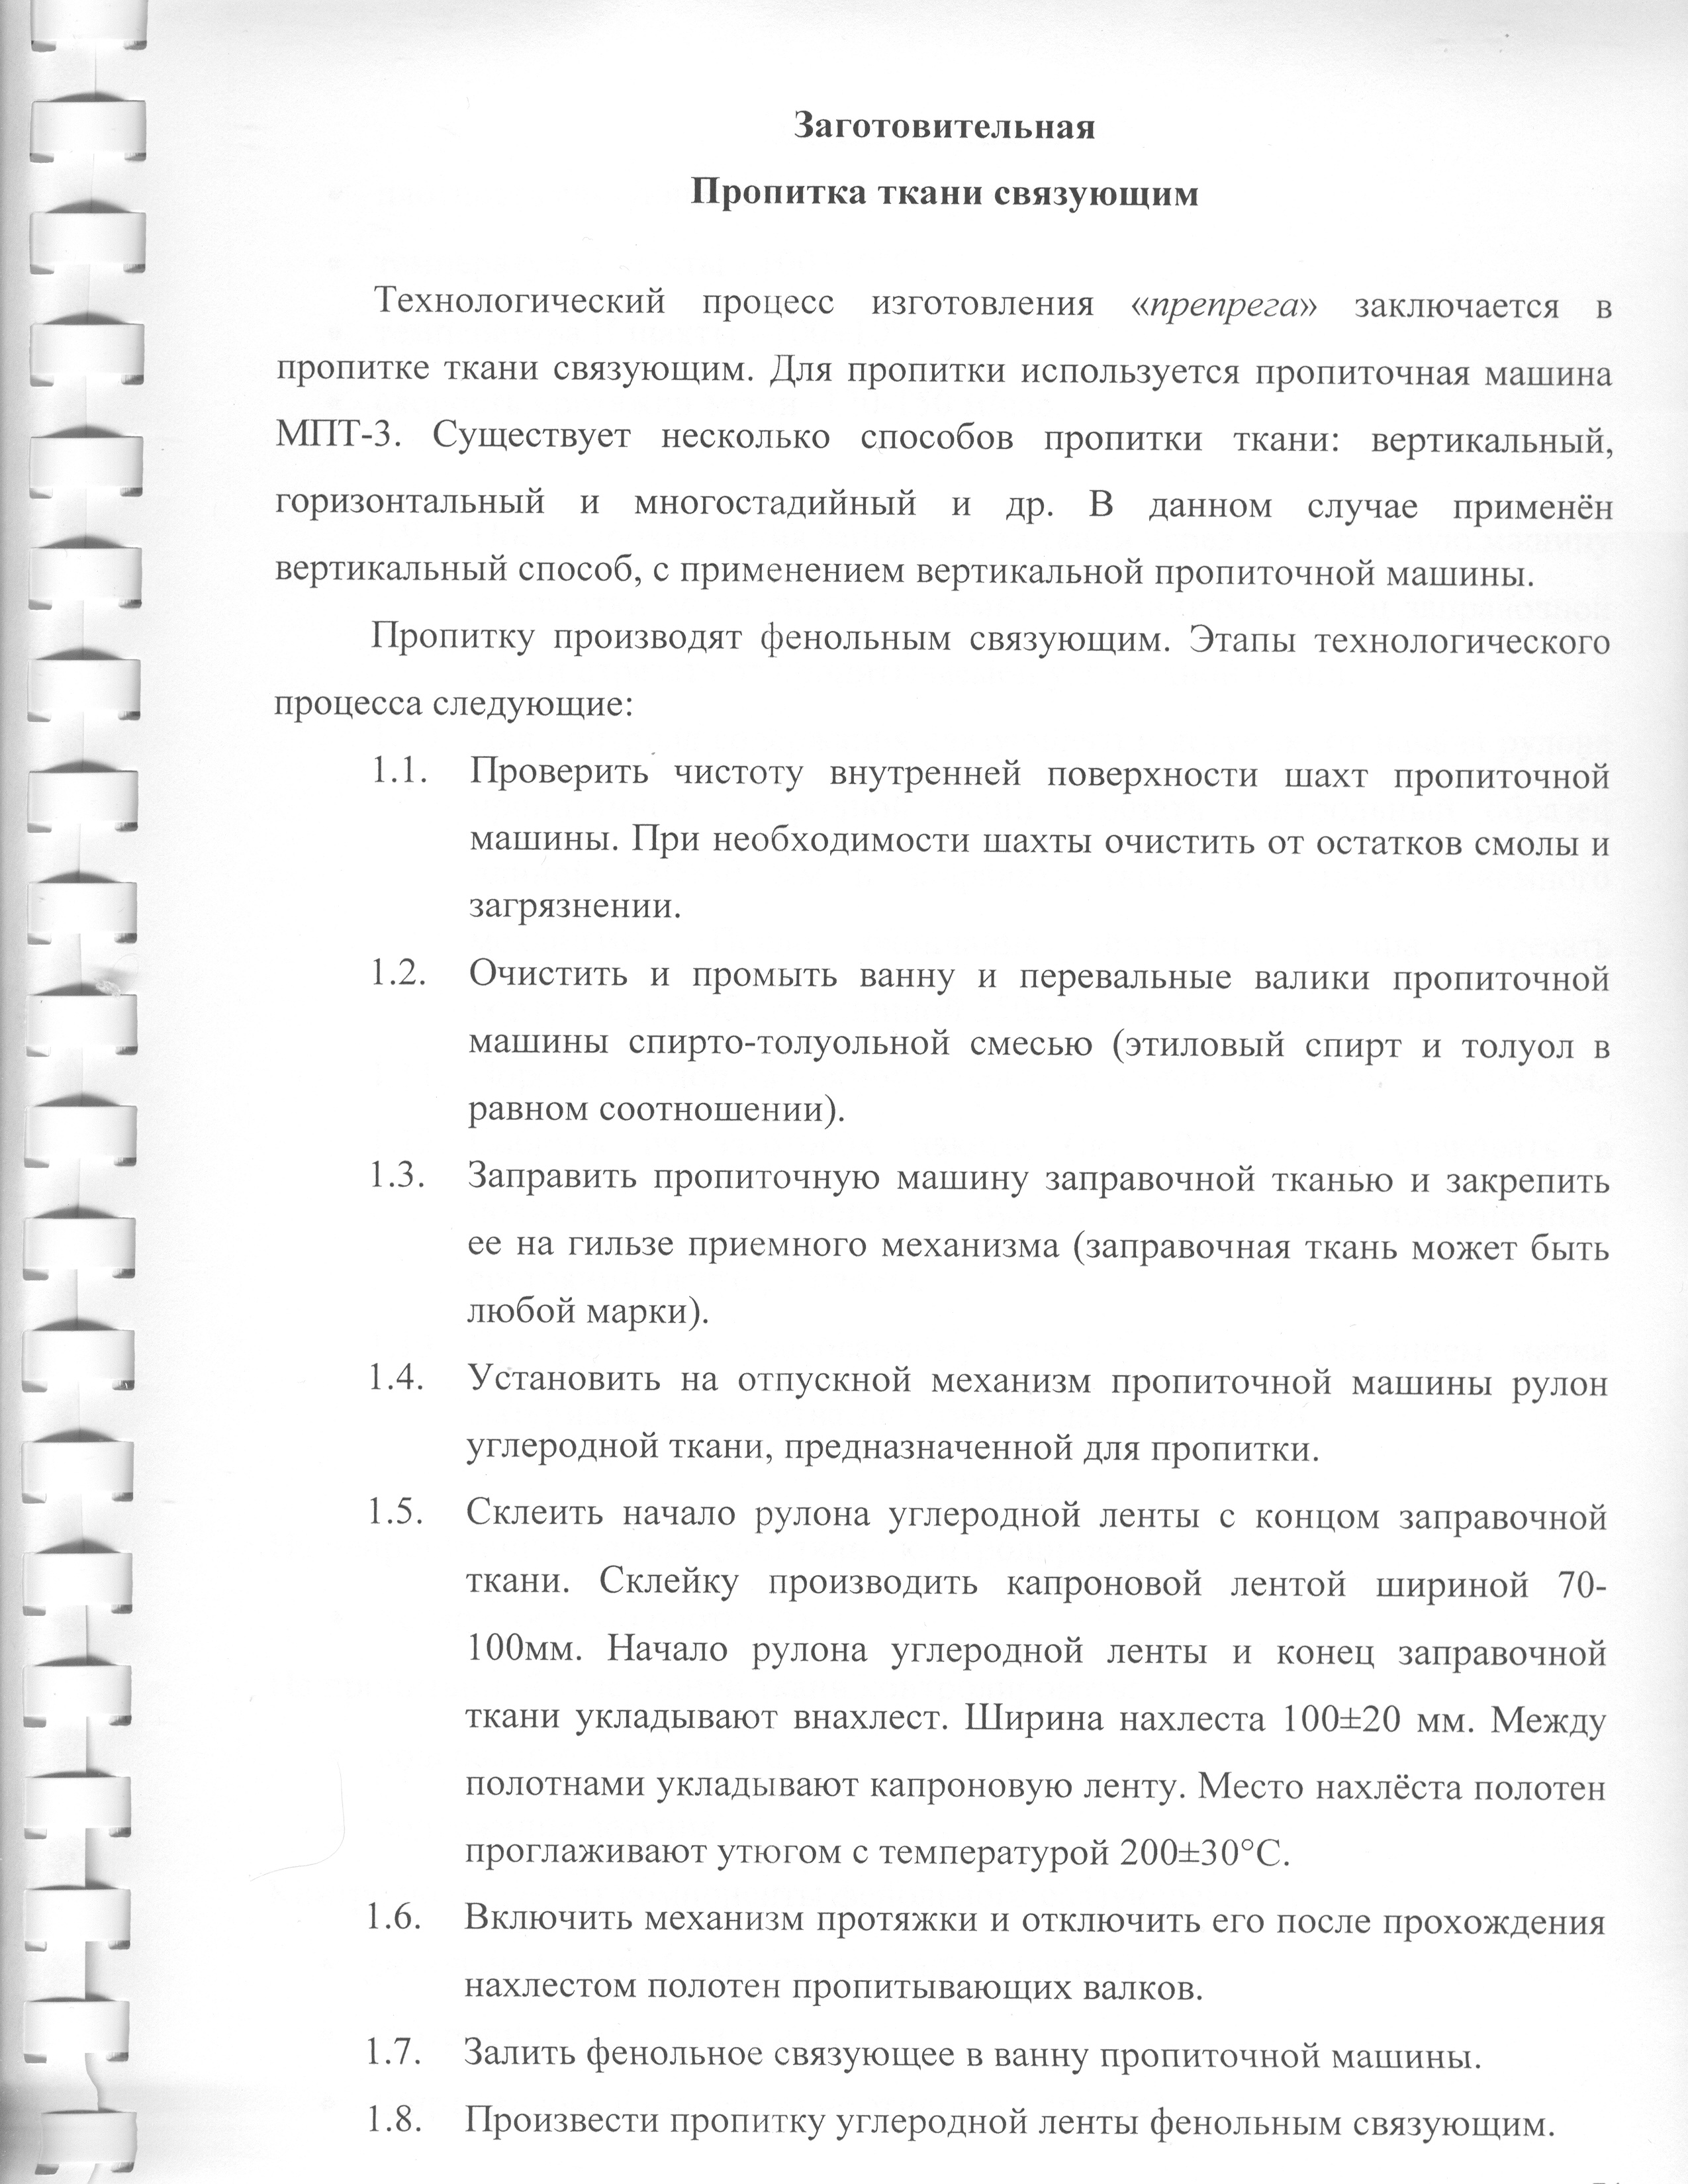 Заготовительная
Пропитка ткани связующим
Технологический процесс изготовления «препрега» заключается в
пропитке ткани связующим. Для пропитки используется пропиточная машина
МПТ-3. Существует несколько способов пропитки ткани: вертикальный,
горизонтальный и многостадийный и др. В данном случае применён
вертикальный способ, с применением вертикальной пропиточной машины.
Пропитку производят фенольным связующим. Этапы технологического
процесса следующие:
1.1. Проверить чистоту внутренней поверхности шахт пропиточной
машины. При необходимости шахты очистить от остатков смолы и
загрязнении.
1.2. Очистить и промыть ванну и перевальные валики пропиточной
машины спирто-толуольной смесью (этиловый спирт и толуол в
равном соотношении).
1.3. Заправить пропиточную машину заправочной тканью и закрепить
ее на гильзе приемного механизма (заправочная ткань может быть
любой марки).
1.4. Установить на отпускной механизм пропиточной машины рулон
углеродной ткани, предназначенной для пропитки.
1.5. Склеить начало рулона углеродной ленты с концом заправочной
ткани. Склейку производить капроновой лентой шириной 70-
100мм. Начало рулона углеродной ленты и конец заправочной
ткани укладывают внахлест. Ширина нахлеста 100±20 мм. Между
полотнами укладывают капроновую ленту. Место нахлёста полотен
проглаживают утюгом с температурой 200±30°С.
1.6. Включить механизм протяжки и отключить его после прохождения
нахлестом полотен пропитывающих валков.
1.7. Залить фенольное связующее в ванну пропиточной машины.
1.8. Произвести пропитку углеродной ленты фенольным связующим.